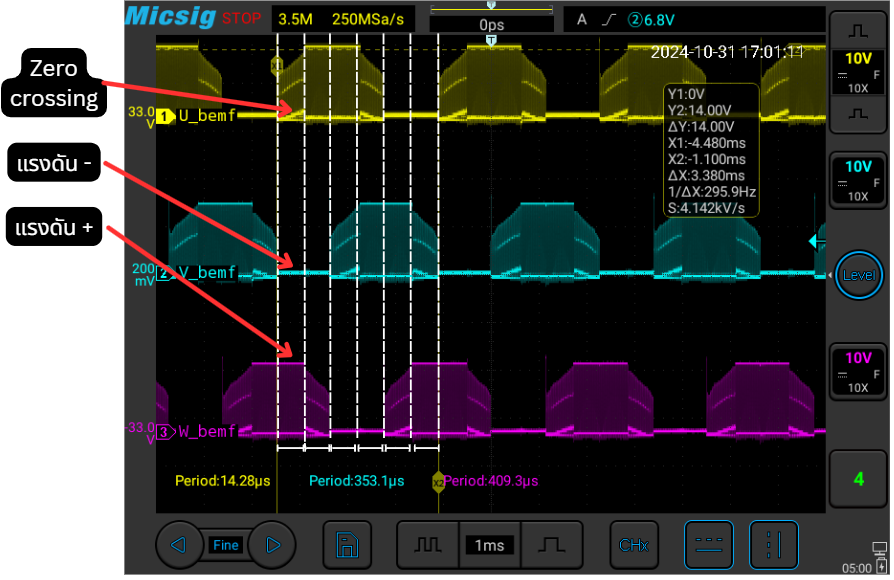 Micsig STOP 3.5M 250MSa/s 0ps A ②6.8V
T
T
2024-10-31 17:01:11
Zero
crossing
แรงดัน -
แรงดัน +
X1
33.0
V
1 U_bemf
200
mV
2 V_bemf
-33.0
V
3 W_bemf
Y1:0V
Y2:14.00V
ΔY:14.00V
X1:-4.480ms
X2:-1.100ms
ΔX:3.380ms
1/ΔX:295.9Hz
S:4.142kV/s
10V
F
10X
10V
F
10X
Level
10V
F
10X
4
Period:14.28µs Period:353.1µs X2 Period:409.3µs
Fine 1ms CHx
05:00